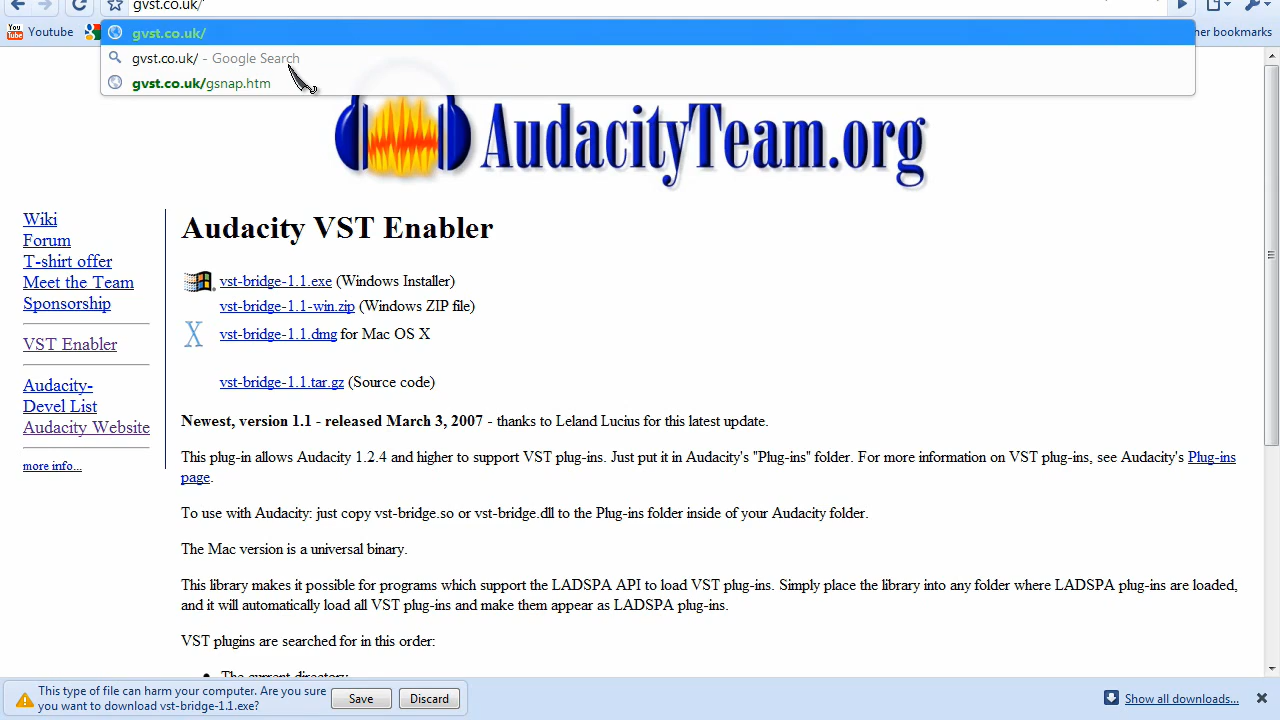 gvst.co.uk/
You Tube Youtube
her bookmarks
gvst.co.uk/
gvst.co.uk/ - Google Search
gvst.co.uk/gsnap.htm
AudacityTeam.org
Wiki
Forum
T-shirt offer
Meet the Team
Sponsorship
VST Enabler
Audacity-
Devel List
Audacity Website
more info...
Audacity VST Enabler
vst-bridge-1.1.exe (Windows Installer)
vst-bridge-1.1-win.zip (Windows ZIP file)
X vst-bridge-1.1.dmg for Mac OS X
vst-bridge-1.1.tar.gz (Source code)
Newest, version 1.1 - released March 3, 2007 - thanks to Leland Lucius for this latest update.
This plug-in allows Audacity 1.2.4 and higher to support VST plug-ins. Just put it in Audacity's "Plug-ins" folder. For more information on VST plug-ins, see Audacity's Plug-ins
page.
To use with Audacity: just copy vst-bridge.so or vst-bridge.dll to the Plug-ins folder inside of your Audacity folder.
The Mac version is a universal binary.
This library makes it possible for programs which support the LADSPA API to load VST plug-ins. Simply place the library into any folder where LADSPA plug-ins are loaded,
and it will automatically load all VST plug-ins and make them appear as LADSPA plug-ins.
VST plugins are searched for in this order:
The current directory
This type of file can harm your computer. Are you sure
you want to download vst-bridge-1.1.exe?
Save
Discard
Show all downloads...